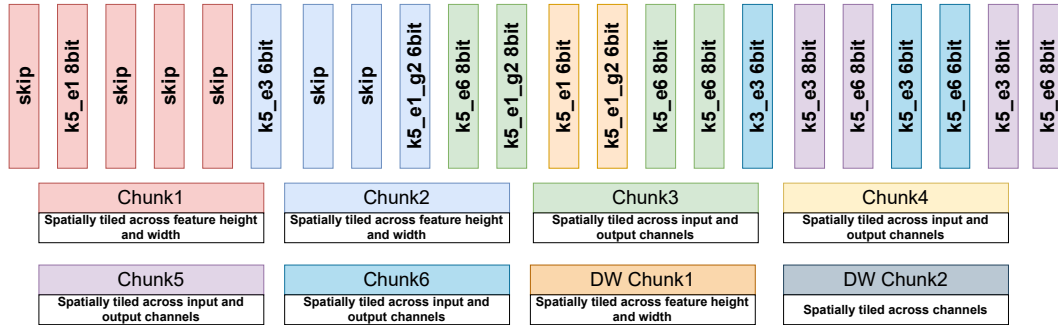 skip
k5_e1 8bit
skip
skip
skip
k5_e3 6bit
skip
skip
k5_e1_g2 6bit
k5_e6 8bit
k5_e1_g2 8bit
k5_e1 6bit
k5_e1_g2 6bit
k5_e6 8bit
k5_e6 8bit
k3_e3 6bit
k5_e3 8bit
k5_e6 8bit
k5_e3 6bit
k5_e6 6bit
k5_e3 8bit
k5_e6 8bit
Chunk1
Spatially tiled across feature height
and width
Chunk2
Spatially tiled across feature height
and width
Chunk3
Spatially tiled across input and
output channels
Chunk4
Spatially tiled across input and
output channels
Chunk5
Spatially tiled across input and
output channels
Chunk6
Spatially tiled across input and
output channels
DW Chunk1
Spatially tiled across feature height
and width
DW Chunk2
Spatially tiled across channels